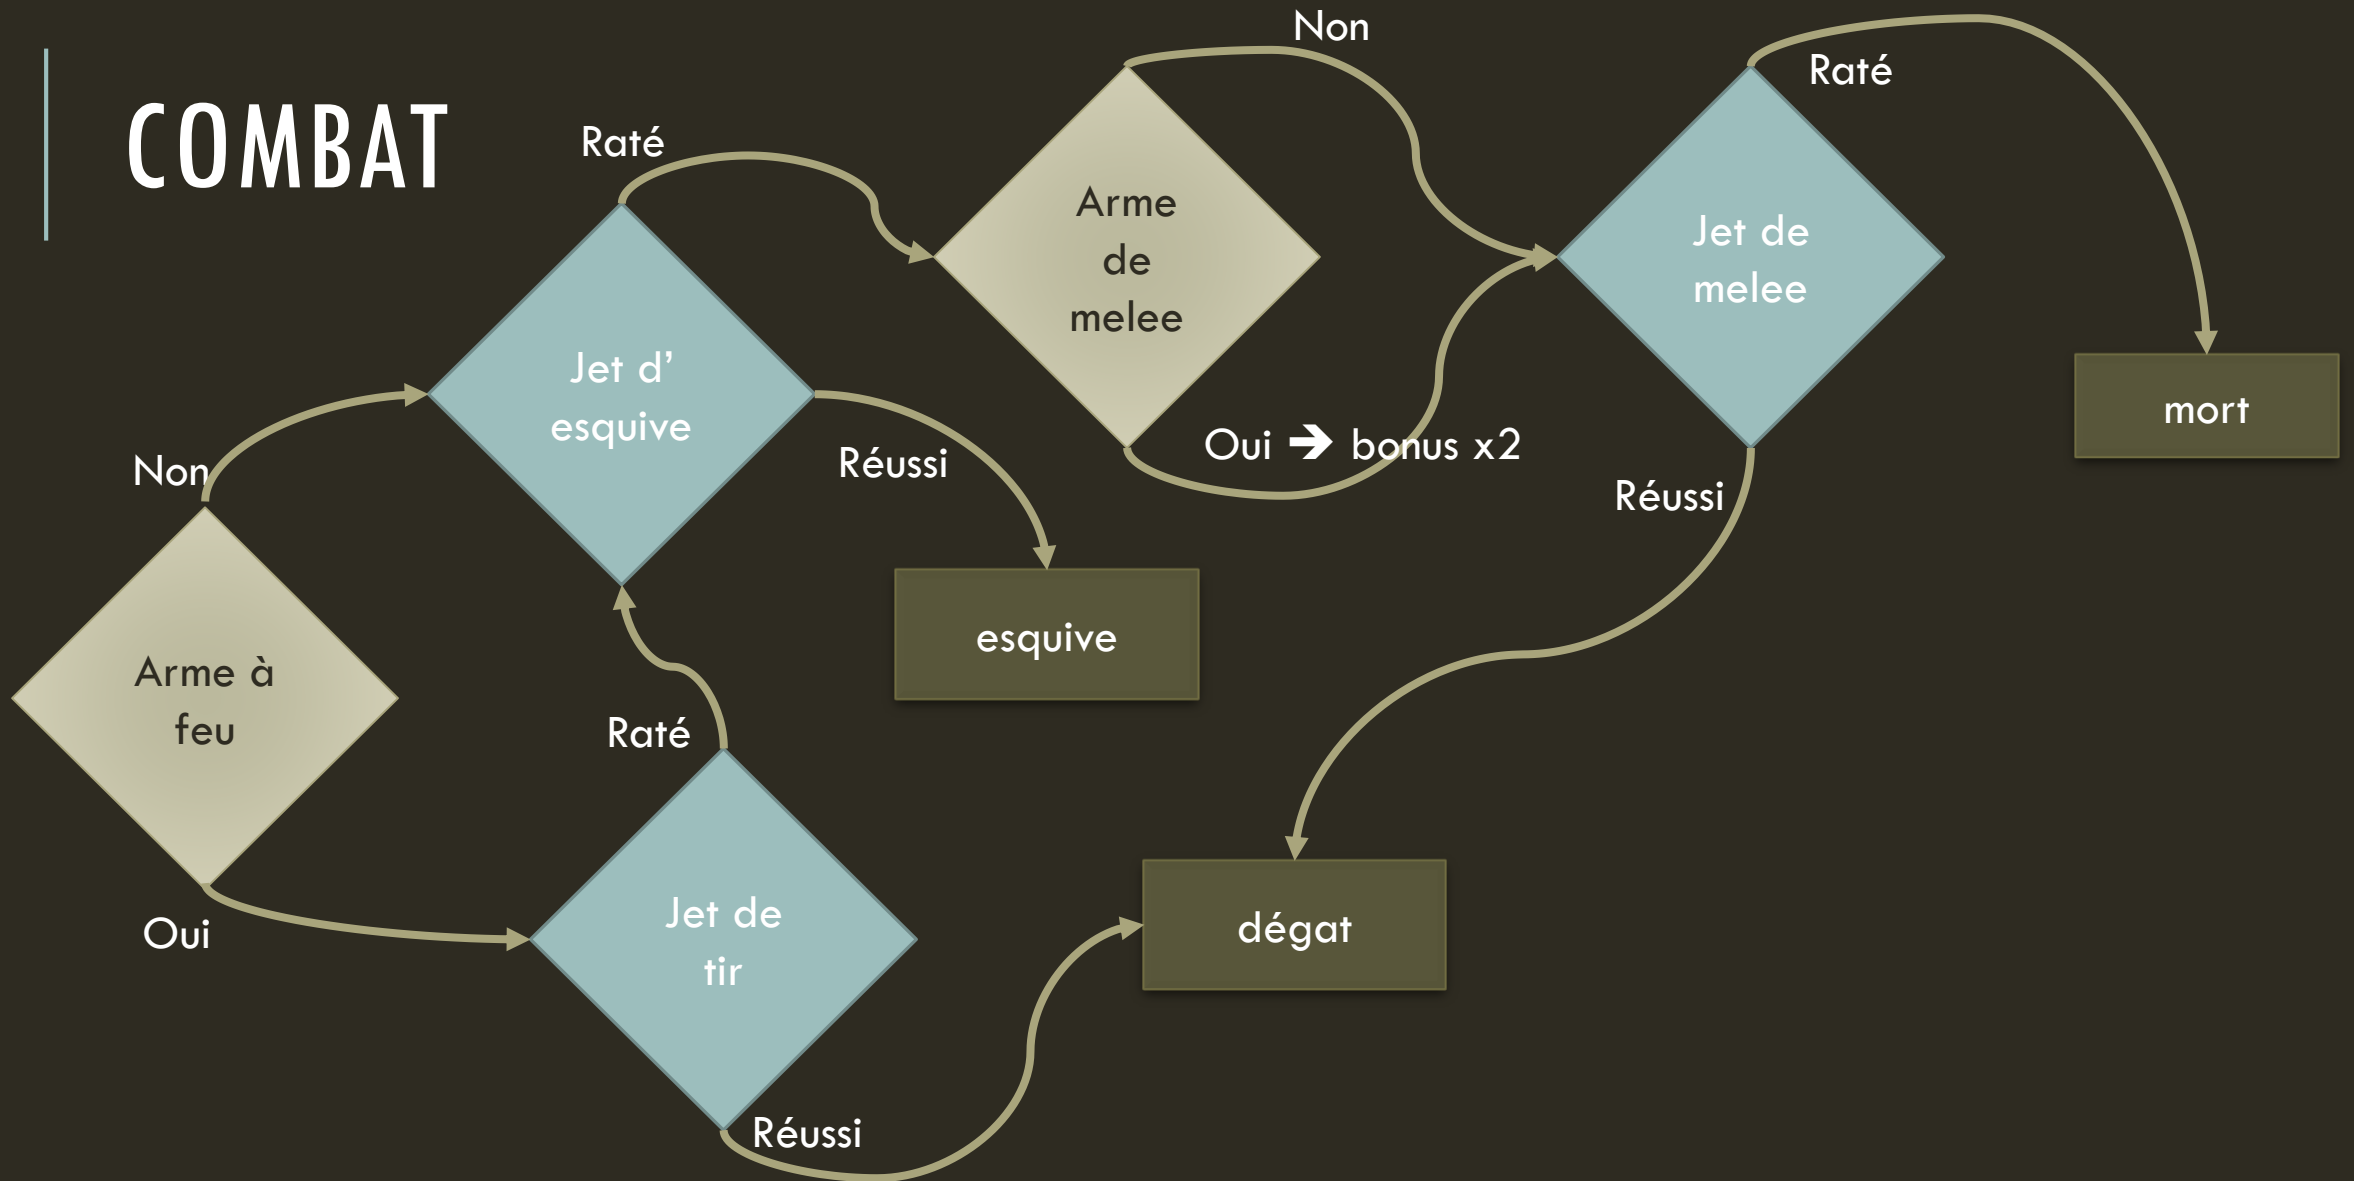 COMBAT
Non
Raté
Raté
Arme
de
melee
Jet de
melee
Jet d’
esquive
mort
Oui 🡺 bonus x2
Réussi
Non
Réussi
esquive
Arme à
feu
Raté
Oui
Jet de
tir
dégat
Réussi